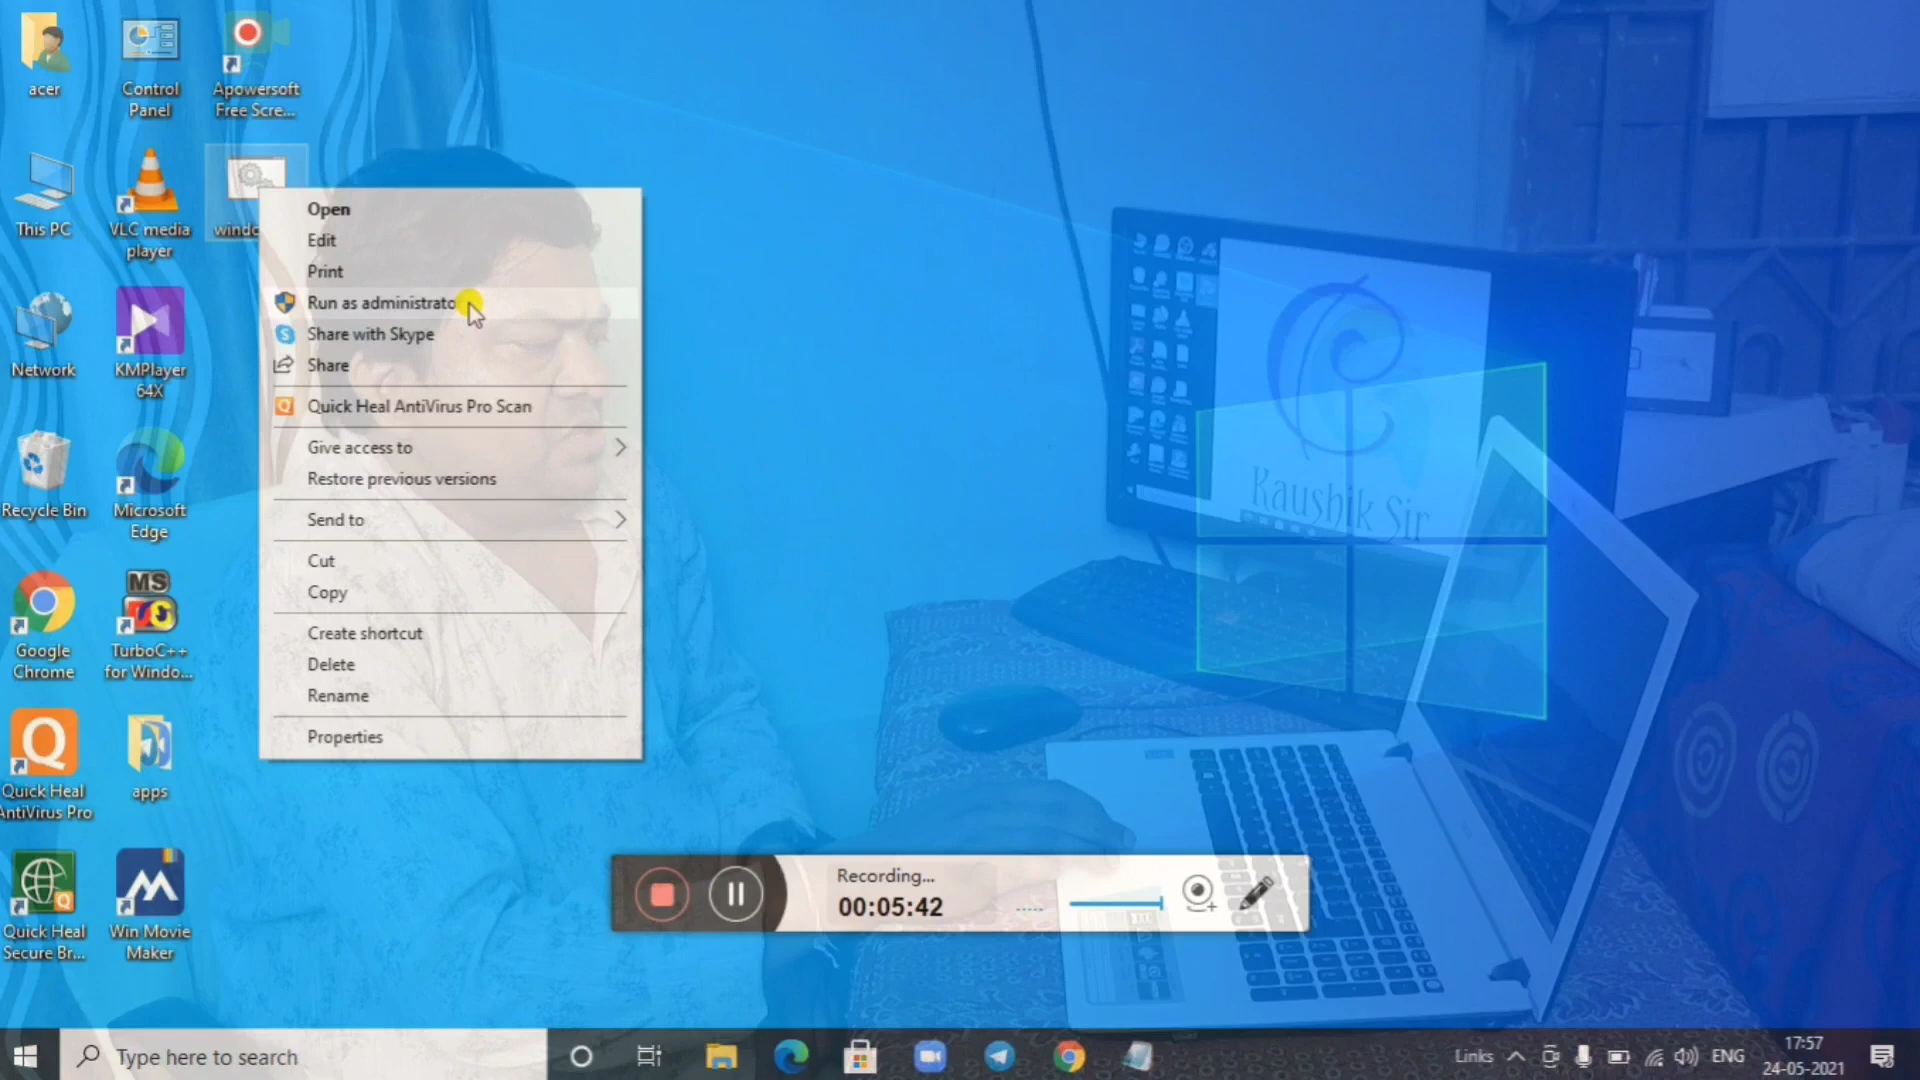 acer
Control
Panel
Apowersoft
Free Scre...
This PC
VLC media
player
Network
KMPlayer
64X
Recycle Bin
Microsoft
Edge
Google
Chrome
MS
TurboC++
for Windo...
Quick Heal
AntiVirus Pro
apps
Quick Heal
Secure Br...
Win Movie
Maker
Open
Edit
Print
Run as administrato
Share with Skype
Share
Quick Heal AntiVirus Pro Scan
Give access to
Restore previous versions
Send to
Cut
Copy
Create shortcut
Delete
Rename
Properties
Kaushik Sir
Recording...
00:05:42
Type here to search
Links
ENG
17:57
24-05-2021